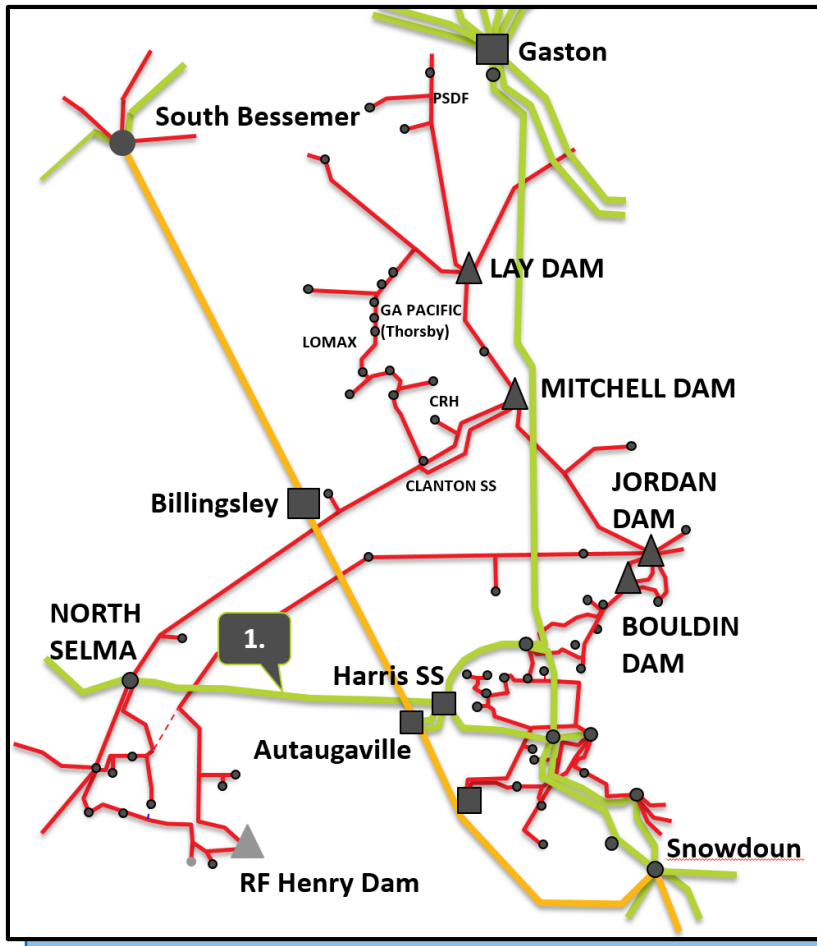 Gaston
South Bessemer
PSDF
LAY DAM
GA PACIFIC
(Thorsby)
LOMAX
MITCHELL DAM
CRH
CLANTON SS
JORDAN
DAM
Billingsley
NORTH
SELMA
1.
BOULDIN
DAM
Harris SS
Autaugaville
Snowdoun
RF Henry Dam